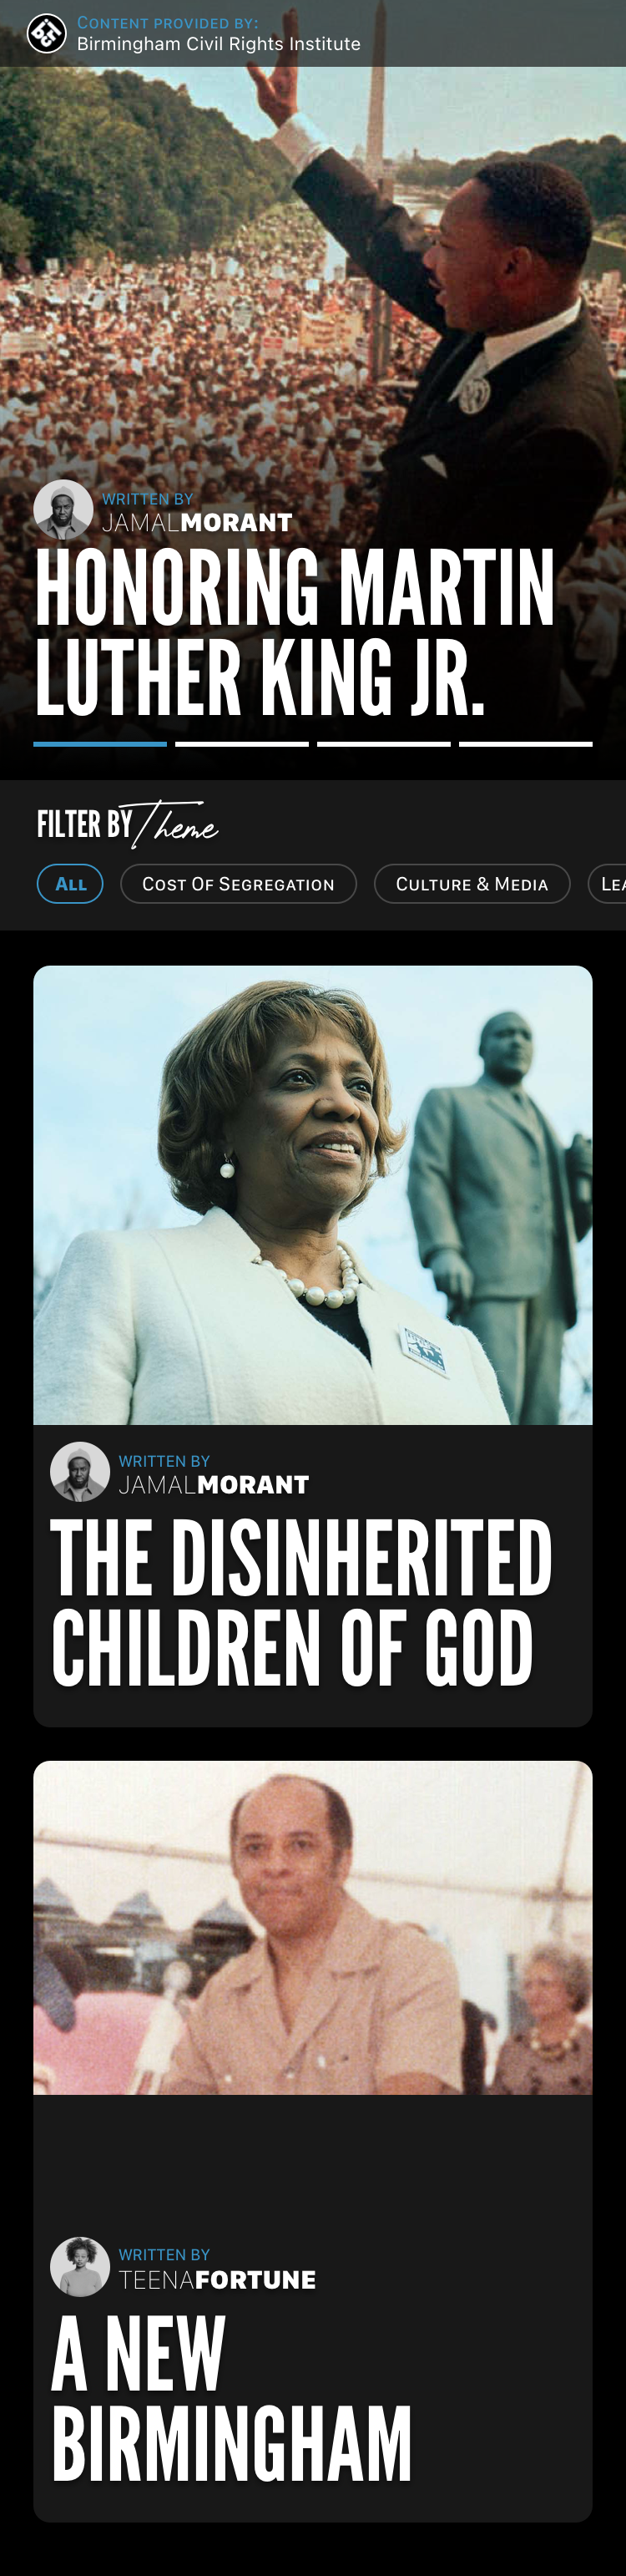 CONTENT PROVIDED BY:
Birmingham Civil Rights Institute
WRITTEN BY
JAMALMORANT
HONORING MARTIN
LUTHER KING JR.
FILTER BY Theme
ALL
COST OF SEGREGATION
CULTURE & MEDIA
LEA
WRITTEN BY
JAMALMORANT
THE DISINHERITED
CHILDREN OF GOD
WRITTEN BY
TEENAFORTUNE
A NEW
BIRMINGHAM